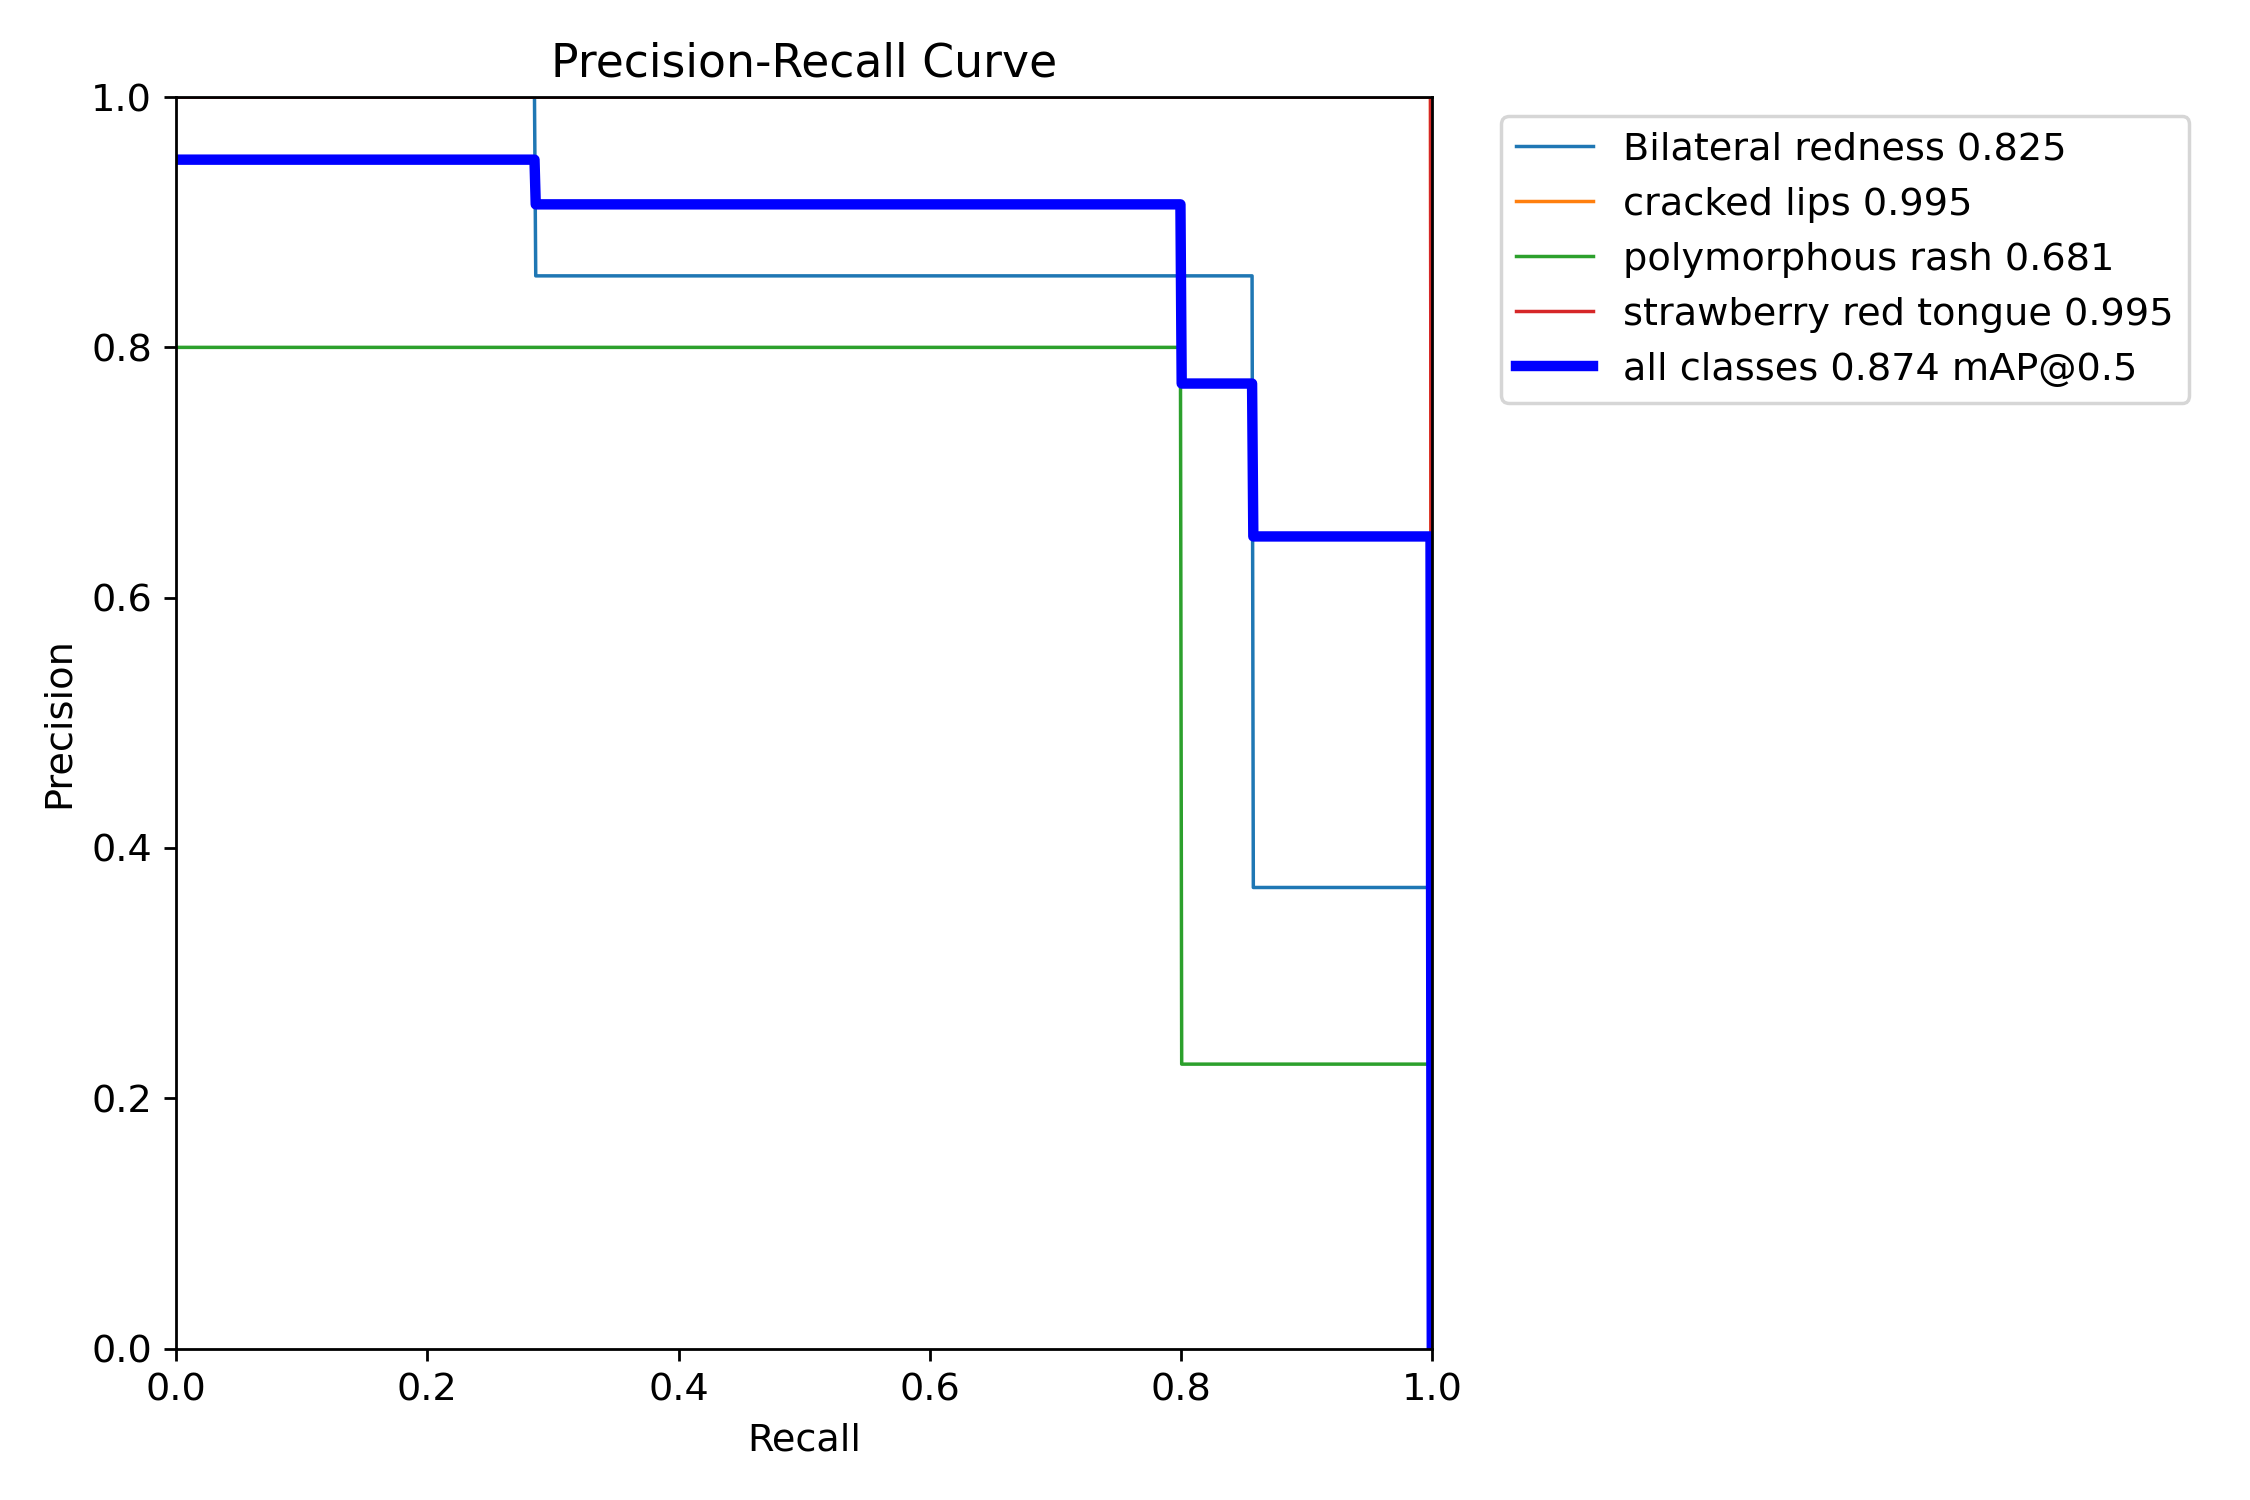 Precision-Recall Curve
1.0
0.8
0.6
0.4
0.2
0.0
Precision
0.0 0.2 0.4 0.6 0.8 1.0
Recall
Bilateral redness 0.825
cracked lips 0.995
polymorphous rash 0.681
strawberry red tongue 0.995
all classes 0.874 mAP@0.5